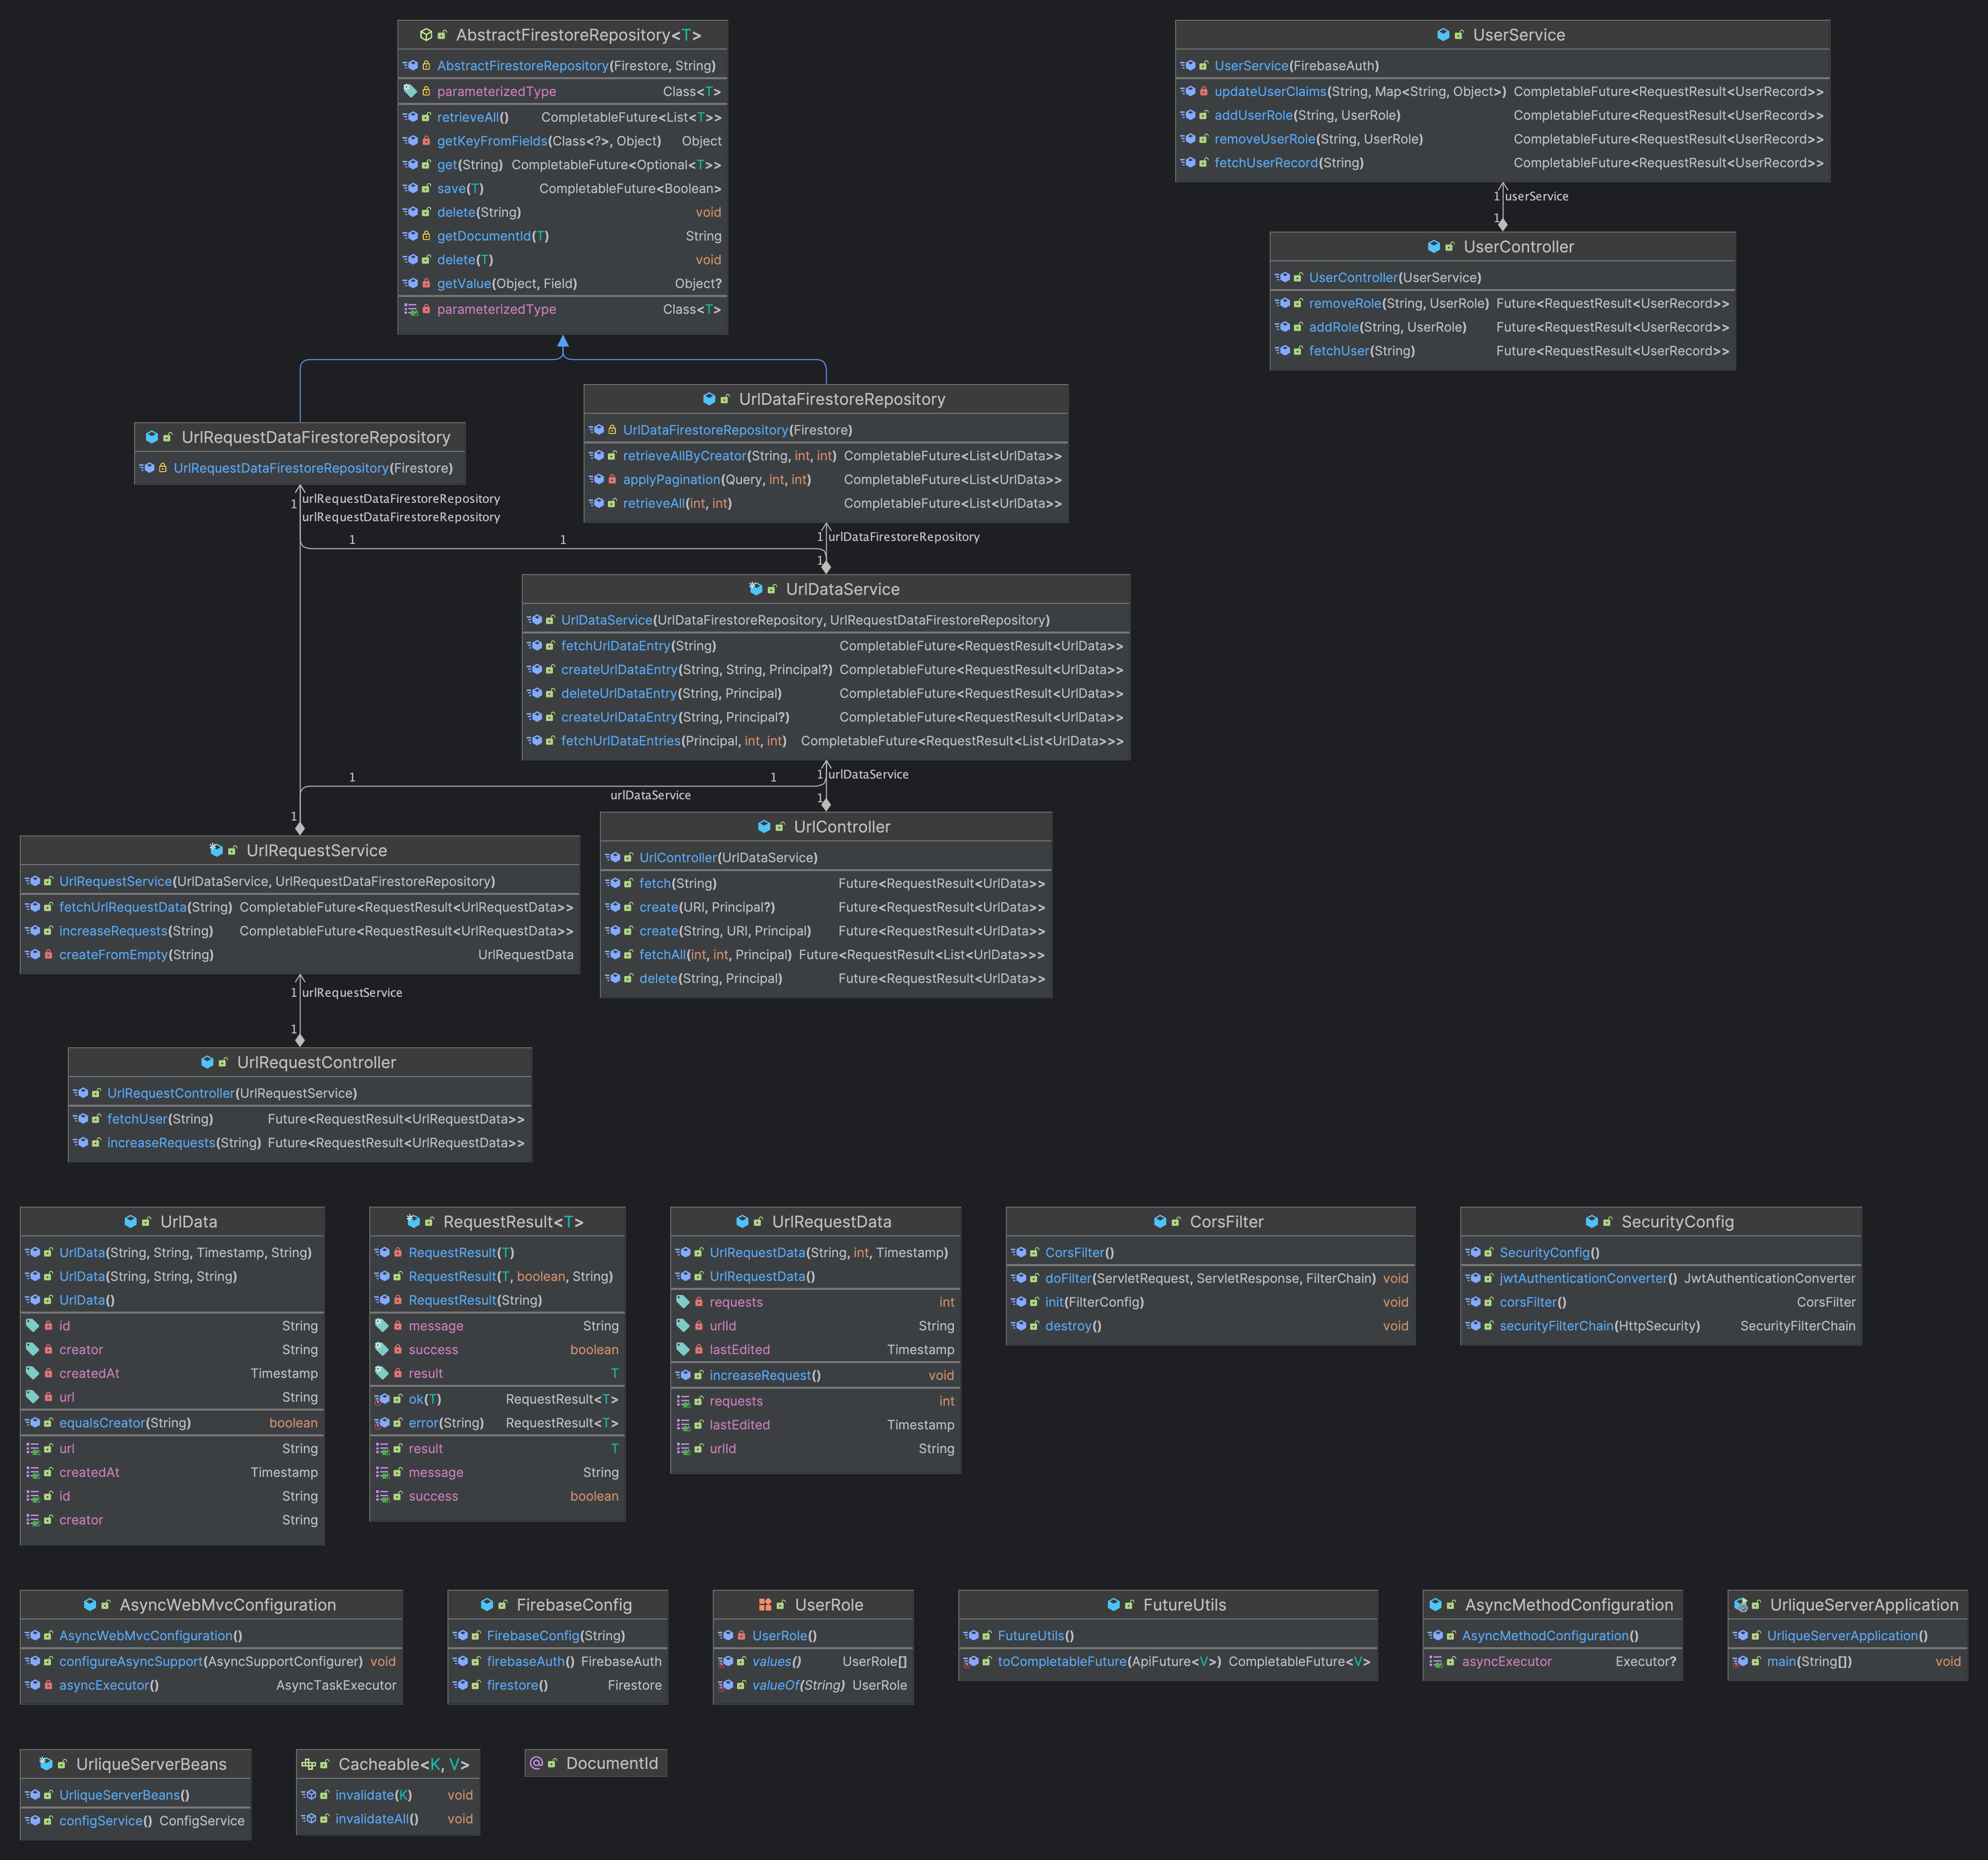 AbstractFirestoreRepository<T>
AbstractFirestoreRepository(Firestore, String)
parameterizedType Class<T>
retrieveAll() CompletableFuture<List<T>>
getKeyFromFields(Class<?>, Object) Object
get(String) CompletableFuture<Optional<T>>
save(T) CompletableFuture<Boolean>
delete(String) void
getDocumentId(T) String
delete(T) void
getValue(Object, Field) Object?
parameterizedType Class<T>
UserService
UserService(FirebaseAuth)
updateUserClaims(String, Map<String, Object>) CompletableFuture<RequestResult<UserRecord>>
addUserRole(String, UserRole) CompletableFuture<RequestResult<UserRecord>>
removeUserRole(String, UserRole) CompletableFuture<RequestResult<UserRecord>>
fetchUserRecord(String) CompletableFuture<RequestResult<UserRecord>>
1 userService
1
UserController
UserController(UserService)
removeRole(String, UserRole) Future<RequestResult<UserRecord>>
addRole(String, UserRole) Future<RequestResult<UserRecord>>
fetchUser(String) Future<RequestResult<UserRecord>>
UrlRequestDataFirestoreRepository
UrlRequestDataFirestoreRepository(Firestore)
UrlDataFirestoreRepository
UrlDataFirestoreRepository(Firestore)
retrieveAllByCreator(String, int, int) CompletableFuture<List<UrlData>>
applyPagination(Query, int, int) CompletableFuture<List<UrlData>>
retrieveAll(int, int) CompletableFuture<List<UrlData>>
urlRequestDataFirestoreRepository
1
urlRequestDataFirestoreRepository
1 1
1 urlDataFirestoreRepository
1
UrlDataService
UrlDataService(UrlDataFirestoreRepository, UrlRequestDataFirestoreRepository)
fetchUrlDataEntry(String) CompletableFuture<RequestResult<UrlData>>
createUrlDataEntry(String, String, Principal?) CompletableFuture<RequestResult<UrlData>>
deleteUrlDataEntry(String, Principal) CompletableFuture<RequestResult<UrlData>>
createUrlDataEntry(String, Principal?) CompletableFuture<RequestResult<UrlData>>
fetchUrlDataEntries(Principal, int, int) CompletableFuture<RequestResult<List<UrlData>>>
1 1
1 urlDataService
urlDataService
1
1
UrlRequestService
UrlRequestService(UrlDataService, UrlRequestDataFirestoreRepository)
fetchUrlRequestData(String) CompletableFuture<RequestResult<UrlRequestData>>
increaseRequests(String) CompletableFuture<RequestResult<UrlRequestData>>
createFromEmpty(String) UrlRequestData
UrlController
UrlController(UrlDataService)
fetch(String) Future<RequestResult<UrlData>>
create(URI, Principal?) Future<RequestResult<UrlData>>
create(String, URI, Principal) Future<RequestResult<UrlData>>
fetchAll(int, int, Principal) Future<RequestResult<List<UrlData>>>
delete(String, Principal) Future<RequestResult<UrlData>>
1 urlRequestService
1
UrlRequestController
UrlRequestController(UrlRequestService)
fetchUser(String) Future<RequestResult<UrlRequestData>>
increaseRequests(String) Future<RequestResult<UrlRequestData>>
UrlData
UrlData(String, String, Timestamp, String)
UrlData(String, String, String)
UrlData()
id String
creator String
createdAt Timestamp
url String
equalsCreator(String) boolean
url String
createdAt Timestamp
id String
creator String
RequestResult<T>
RequestResult(T)
RequestResult(T, boolean, String)
RequestResult(String)
message String
success boolean
result T
ok(T) RequestResult<T>
error(String) RequestResult<T>
result T
message String
success boolean
UrlRequestData
UrlRequestData(String, int, Timestamp)
UrlRequestData()
requests int
urlId String
lastEdited Timestamp
increaseRequest() void
requests int
lastEdited Timestamp
urlId String
CorsFilter
CorsFilter()
doFilter(ServletRequest, ServletResponse, FilterChain) void
init(FilterConfig) void
destroy() void
SecurityConfig
SecurityConfig()
jwtAuthenticationConverter() JwtAuthenticationConverter
corsFilter() CorsFilter
securityFilterChain(HttpSecurity) SecurityFilterChain
AsyncWebMvcConfiguration
AsyncWebMvcConfiguration()
configureAsyncSupport(AsyncSupportConfigurer) void
asyncExecutor() AsyncTaskExecutor
FirebaseConfig
FirebaseConfig(String)
firebaseAuth() FirebaseAuth
firestore() Firestore
UserRole
UserRole()
values() UserRole[]
valueOf(String) UserRole
FutureUtils
FutureUtils()
toCompletableFuture(ApiFuture<V>) CompletableFuture<V>
AsyncMethodConfiguration
AsyncMethodConfiguration()
asyncExecutor Executor?
UrliqueServerApplication
UrliqueServerApplication()
main(String[]) void
UrliqueServerBeans
UrliqueServerBeans()
configService() ConfigService
Cacheable<K, V>
invalidate(K) void
invalidateAll() void
DocumentId